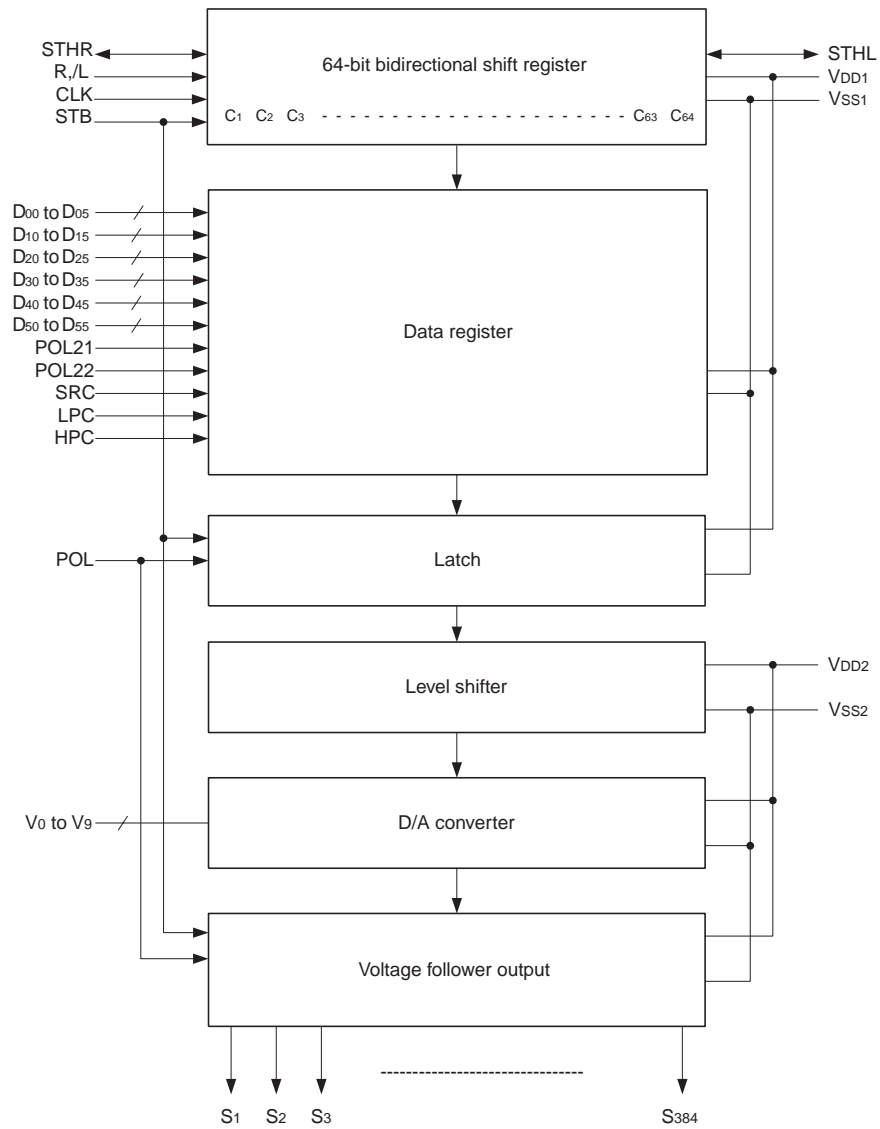 STHR
R,/L
CLK
STB
64-bit bidirectional shift register
C1 C2 C3 C63 C64
STHL
VDD1
VSS1
D00 to D05
D10 to D15
D20 to D25
D30 to D35
D40 to D45
D50 to D55
POL21
POL22
SRC
LPC
HPC
Data register
POL
Latch
Level shifter
VDD2
VSS2
V0 to V9
D/A converter
Voltage follower output
S1 S2 S3 S384